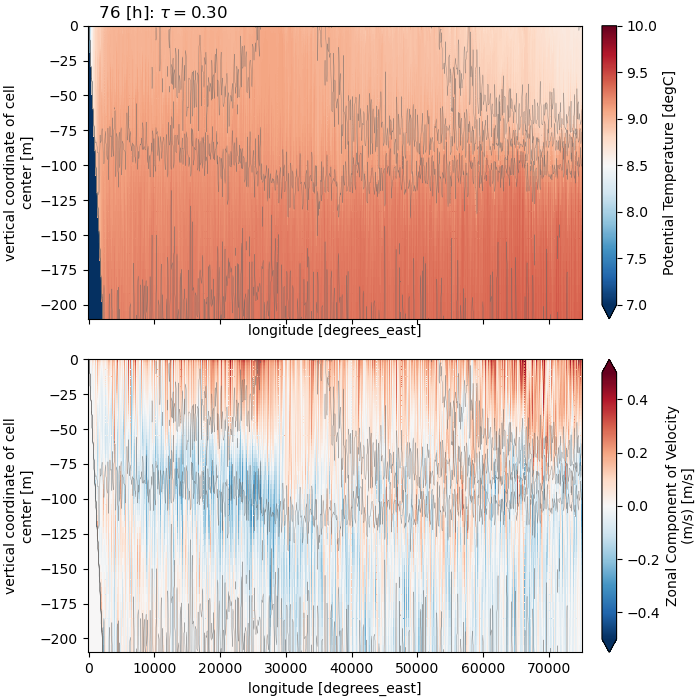 76 [h]: τ = 0.30
0
−25
−50
−75
−100
−125
−150
−175
−200
vertical coordinate of cell
center [m]
longitude [degrees_east]
10.0
9.5
9.0
8.5
8.0
7.5
7.0
Potential Temperature [degC]
0
−25
−50
−75
−100
−125
−150
−175
−200
vertical coordinate of cell
center [m]
0 10000 20000 30000 40000 50000 60000 70000
longitude [degrees_east]
0.4
0.2
0.0
−0.2
−0.4
Zonal Component of Velocity
(m/s) [m/s]